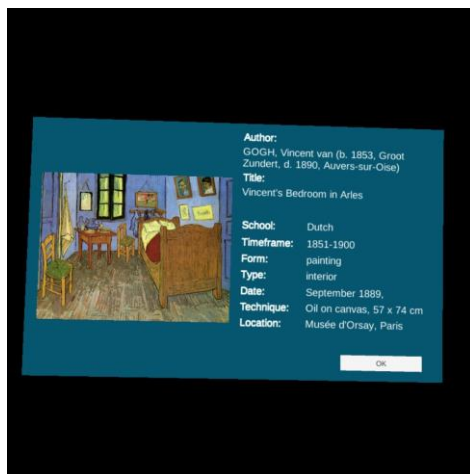 Author:
GOGH, Vincent van (b. 1853, Groot
Zundert, d. 1890, Auvers-sur-Oise)
Title:
Vincent's Bedroom in Arles
School: Dutch
Timeframe: 1851-1900
Form: painting
Type: interior
Date: September 1889,
Technique: Oil on canvas, 57 x 74 cm
Location: Musée d'Orsay, Paris
OK